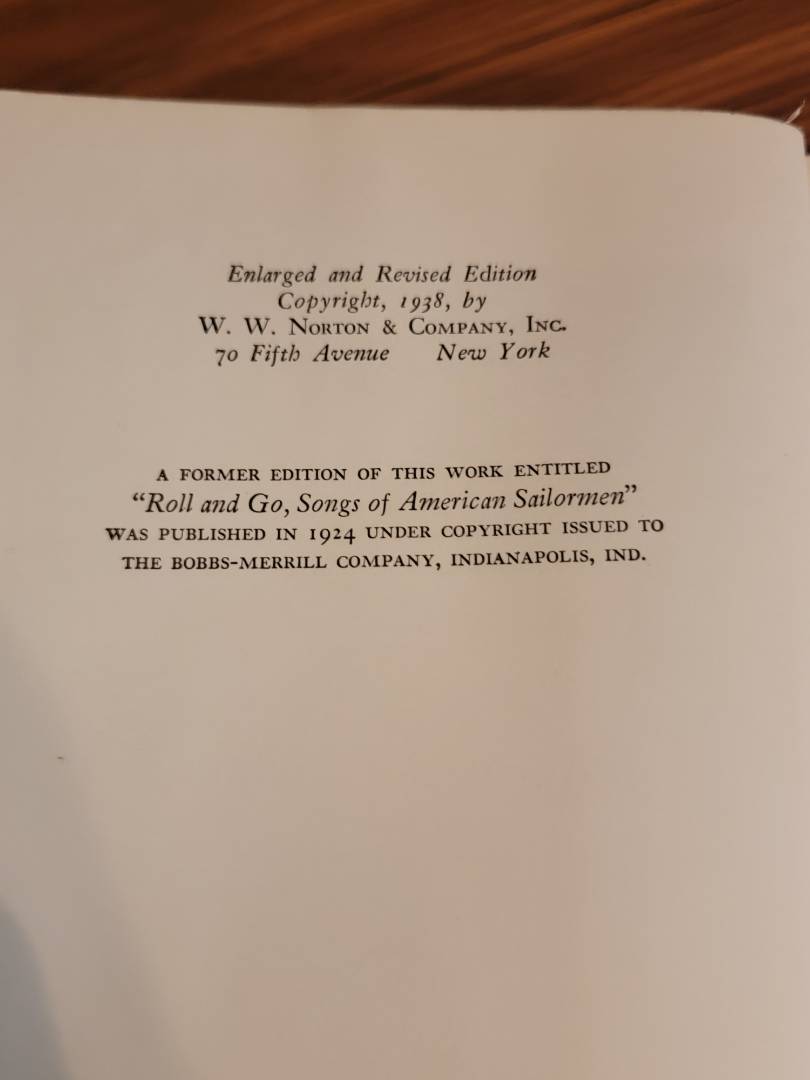 Enlarged and Revised Edition
Copyright, 1938, by
W. W. NORTON & COMPANY, INC.
70 Fifth Avenue New York
A FORMER EDITION OF THIS WORK ENTITLED
“Roll and Go, Songs of American Sailormen”
WAS PUBLISHED IN 1924 UNDER COPYRIGHT ISSUED TO
THE BOBBS-MERRILL COMPANY, INDIANAPOLIS, IND.